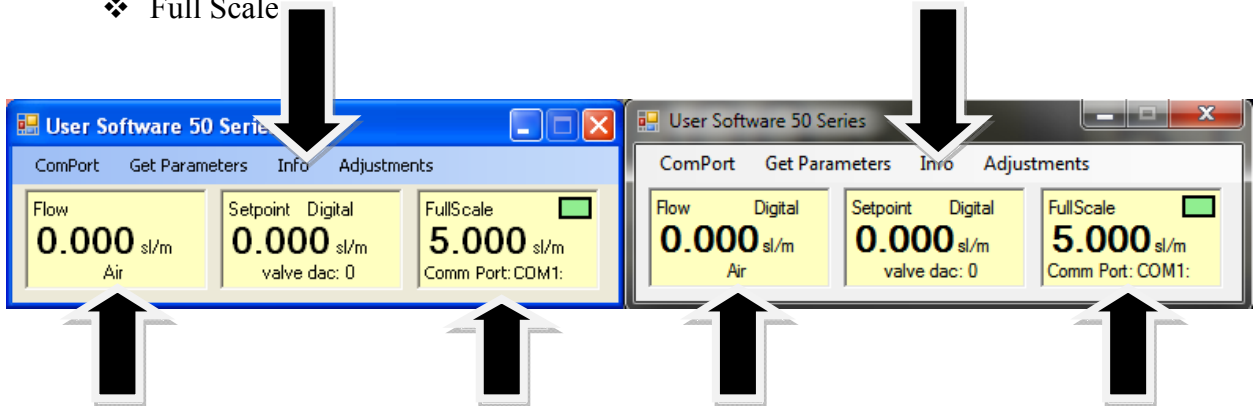 ❖ Full Scale
User Software 50 Series
ComPort Get Parameters Info Adjustments
Flow
0.000 sl/m
Air
Setpoint Digital
0.000 sl/m
valve dac: 0
FullScale
5.000 sl/m
Comm Port: COM1:
User Software 50 Series
ComPort Get Parameters Info Adjustments
Flow Digital
0.000 sl/m
Air
Setpoint Digital
0.000 sl/m
valve dac: 0
FullScale
5.000 sl/m
Comm Port: COM1: